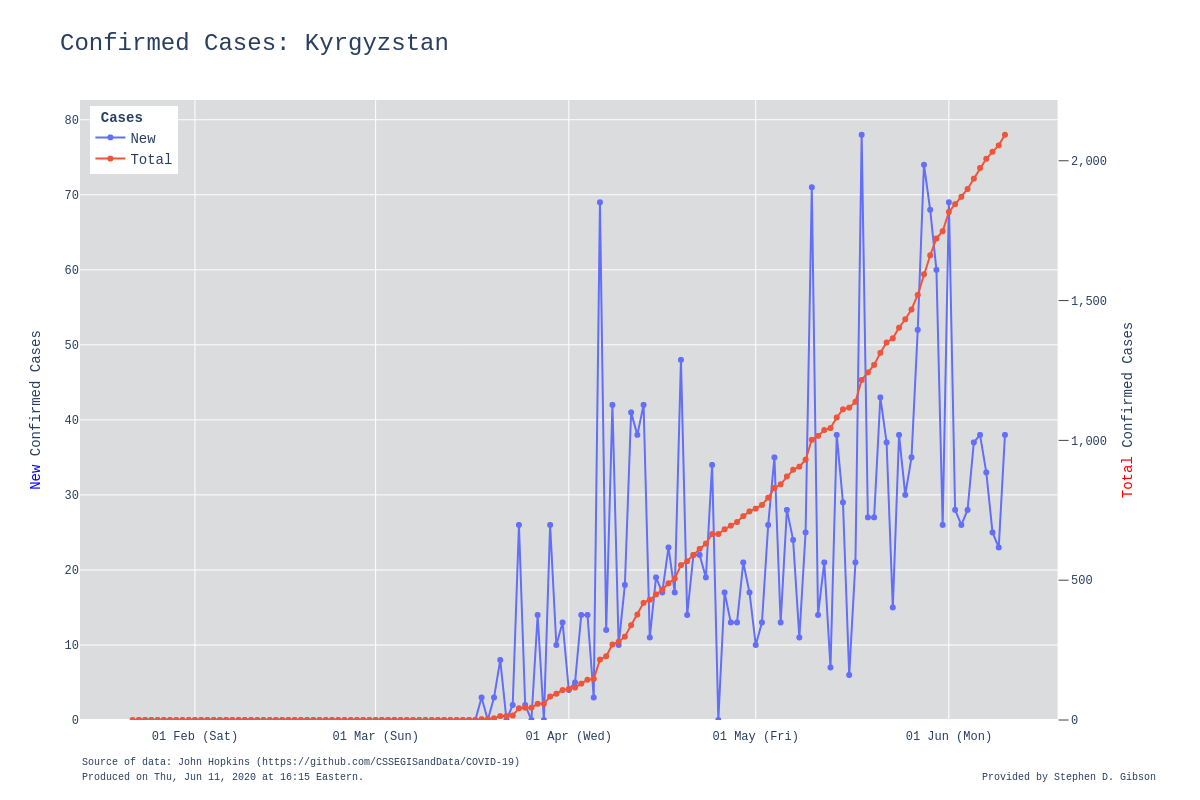 Confirmed Cases: Kyrgyzstan
Cases
New
Total
80
70
60
50
40
30
20
10
0
New Confirmed Cases
2,000
1,500
1,000
500
0
Total Confirmed Cases
01 Feb (Sat)
01 Mar (Sun)
01 Apr (Wed)
01 May (Fri)
01 Jun (Mon)
Source of data: John Hopkins (https://github.com/CSSEGISandData/COVID-19)
Produced on Thu, Jun 11, 2020 at 16:15 Eastern.
Provided by Stephen D. Gibson